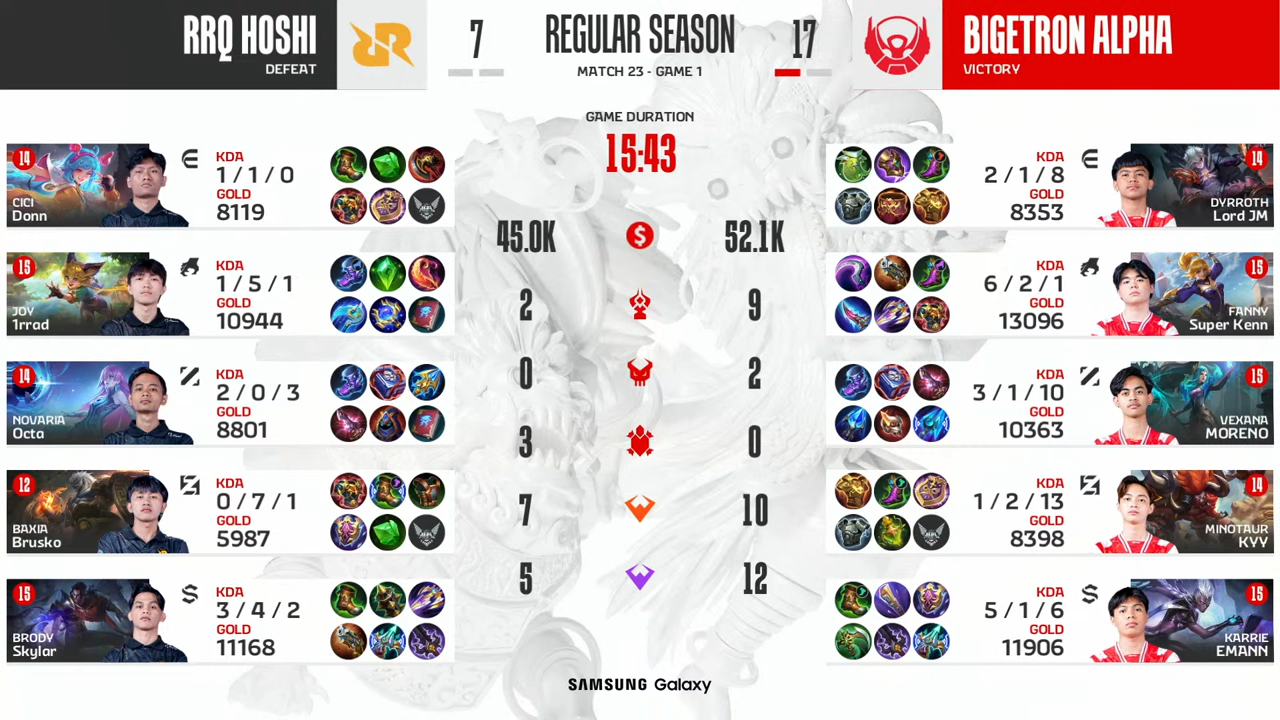 RRQ HOSHI
DEFEAT
7
REGULAR SEASON
MATCH 23 - GAME 1
17
BIGETRON ALPHA
VICTORY
GAME DURATION
15:43
14
CICI
Donn
KDA
1 / 1 / 0
GOLD
8119
15
JOY
1rrad
KDA
1 / 5 / 1
GOLD
10944
14
NOVARIA
Octa
KDA
2 / 0 / 3
GOLD
8801
12
BAXIA
Brusko
KDA
0 / 7 / 1
GOLD
5987
15
BRODY
Skylar
KDA
3 / 4 / 2
GOLD
11168
45.0K 52.1K
2 9
0 2
3 0
7 10
5 12
KDA
2 / 1 / 8
GOLD
8353
14
DYRROTH
Lord JM
KDA
6 / 2 / 1
GOLD
13096
15
FANNY
Super Kenn
KDA
3 / 1 / 10
GOLD
10363
15
VEXANA
MORENO
KDA
1 / 2 / 13
GOLD
8398
14
MINOTAUR
KYY
KDA
5 / 1 / 6
GOLD
11906
15
KARRIE
EMANN
SAMSUNG Galaxy